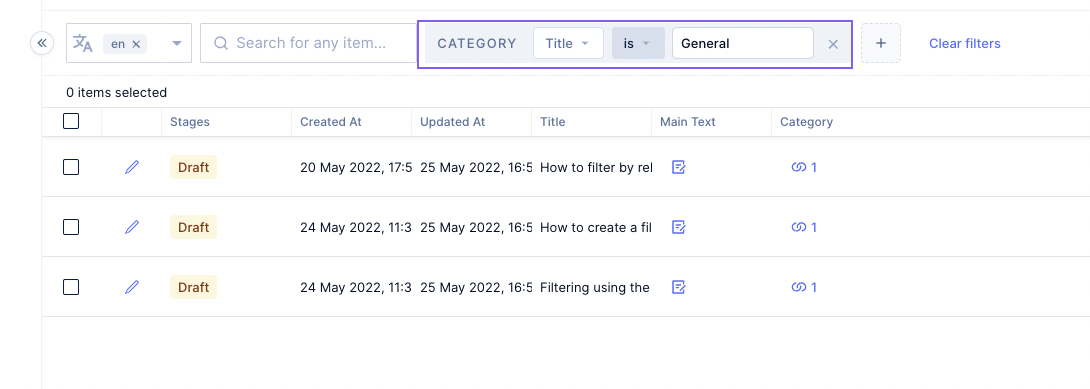 en Search for any item... CATEGORY Title is General + Clear filters
0 items selected
Stages Created At Updated At Title Main Text Category
Draft 20 May 2022, 17:5 25 May 2022, 16:5 How to filter by rel 1
Draft 24 May 2022, 11:3 25 May 2022, 16:5 How to create a fil 1
Draft 24 May 2022, 11:3 25 May 2022, 16:5 Filtering using the 1